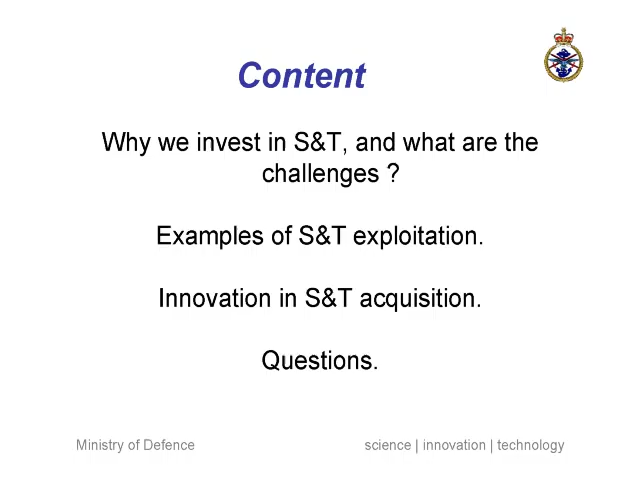 Content
Why we invest in S&T, and what are the
challenges ?
Examples of S&T exploitation.
Innovation in S&T acquisition.
Questions.
Ministry of Defence
science | innovation | technology